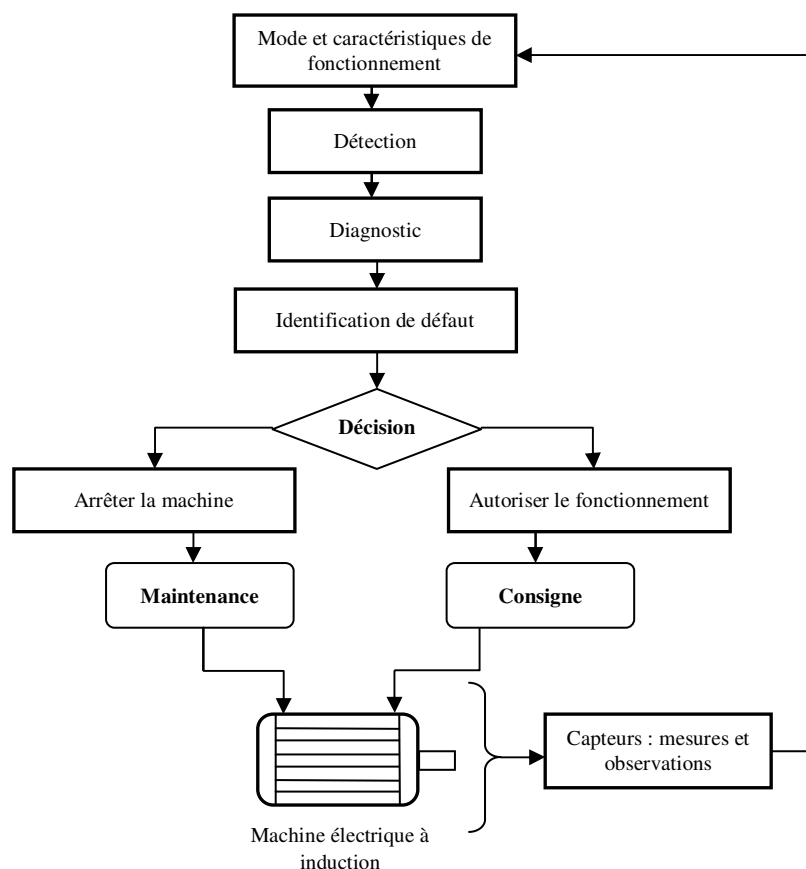 Mode et caractéristiques de
fonctionnement
Détection
Diagnostic
Identification de défaut
Décision
Arrêter la machine
Autoriser le fonctionnement
Maintenance
Consigne
Capteurs : mesures et
observations
Machine électrique à
induction